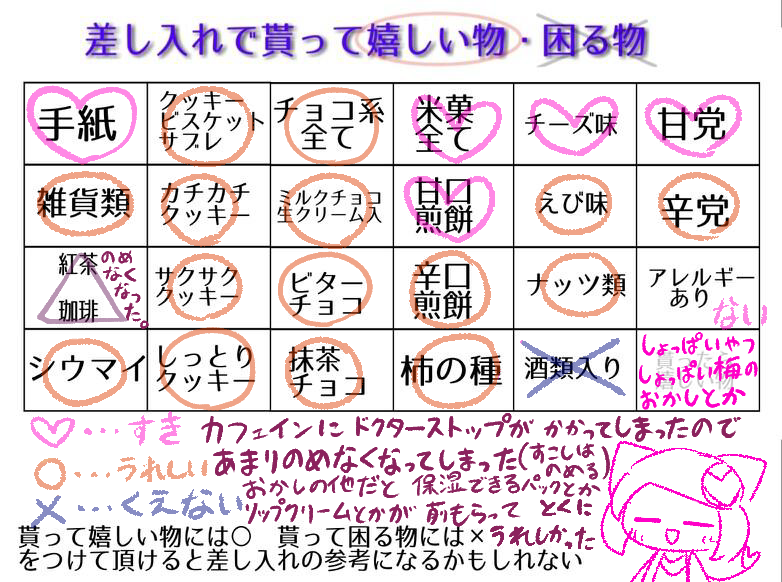 差し入れで貰って嬉しい物・困る物
手紙
クッキー
ビスケット
サブレ
チョコ系
全て
米菓
全て
チーズ味
甘党
雑貨類
カチカチ
クッキー
ミルクチョコ
生クリーム入
甘口
煎餅
えび味
辛党
紅茶
珈琲
のめなくなった。
サクサク
クッキー
ビター
チョコ
辛口
煎餅
ナッツ類
アレルギー
あり
ない
シウマイ
しっとり
クッキー
抹茶
チョコ
柿の種
酒類入り
しょっぱいやつ
しょっぱい梅の
おかしとか
♡・・・すき
○・・・うれしい
×・・・くえない
カフェインにドクターストップがかかってしまったので
あまりのめなくなってしまった(すこしはのめる)
おかしの他だと保湿できるパックとか
リップクリームとかが前もらってとくに
うれしかった
貰って嬉しい物には○　貰って困る物には×
をつけて頂けると差し入れの参考になるかもしれない